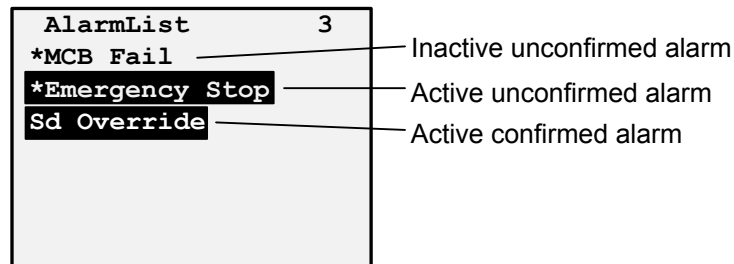 AlarmList 3
*MCB Fail
Inactive unconfirmed alarm
*Emergency Stop
Active unconfirmed alarm
Sd Override
Active confirmed alarm